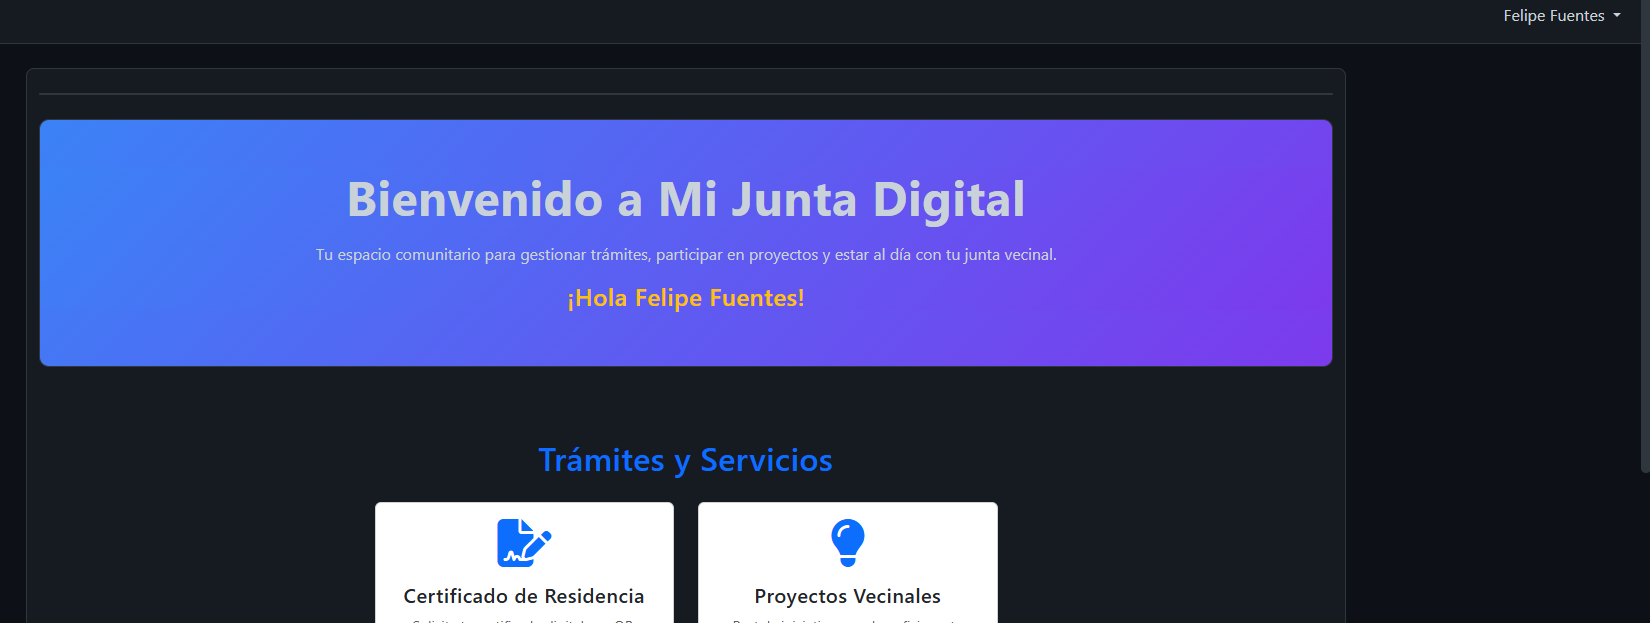 Felipe Fuentes
Bienvenido a Mi Junta Digital
Tu espacio comunitario para gestionar trámites, participar en proyectos y estar al día con tu junta vecinal.
¡Hola Felipe Fuentes!
Trámites y Servicios
Certificado de Residencia
Proyectos Vecinales